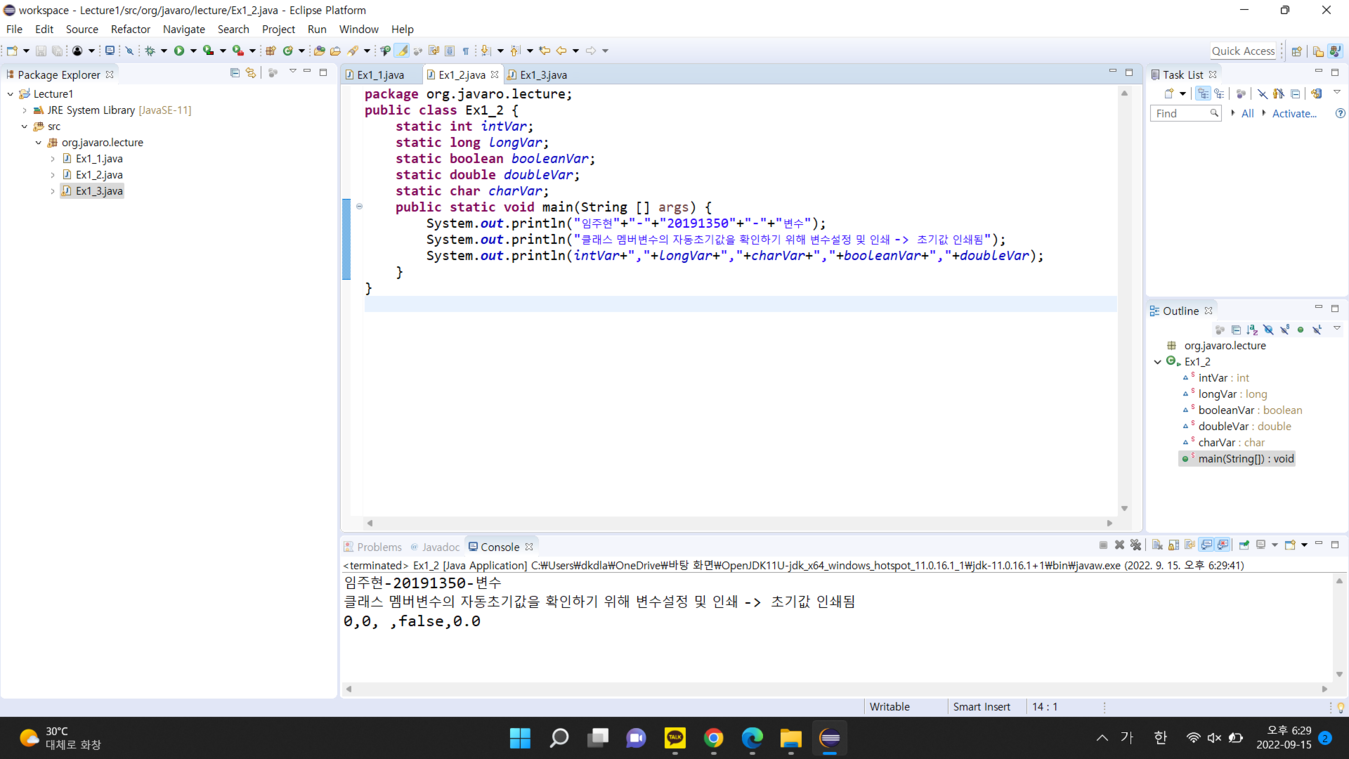 workspace - Lecture1/src/org/javaro/lecture/Ex1_2.java - Eclipse Platform
File Edit Source Refactor Navigate Search Project Run Window Help
Quick Access
Package Explorer
Lecture1
JRE System Library [JavaSE-11]
src
org.javaro.lecture
Ex1_1.java
Ex1_2.java
Ex1_3.java
Ex1_1.java Ex1_2.java Ex1_3.java
package org.javaro.lecture;
public class Ex1_2 {
static int intVar;
static long longVar;
static boolean booleanVar;
static double doubleVar;
static char charVar;
public static void main(String [] args) {
System.out.println("임주현"+"-"+"20191350"+"-"+"변수");
System.out.println("클래스 멤버변수의 자동초기값을 확인하기 위해 변수설정 및 인쇄 -> 초기값 인쇄됨");
System.out.println(intVar+","+longVar+","+charVar+","+booleanVar+","+doubleVar);
}
}
Task List
Find All Activate...
Outline
org.javaro.lecture
Ex1_2
intVar : int
longVar : long
booleanVar : boolean
doubleVar : double
charVar : char
main(String[]) : void
Problems Javadoc Console
<terminated> Ex1_2 [Java Application] C:₩Users₩dkdla₩OneDrive₩바탕 화면₩OpenJDK11U-jdk_x64_windows_hotspot_11.0.16.1_1₩jdk-11.0.16.1+1₩bin₩javaw.exe (2022. 9. 15. 오후 6:29:41)
임주현-20191350-변수
클래스 멤버변수의 자동초기값을 확인하기 위해 변수설정 및 인쇄 -> 초기값 인쇄됨
0,0, ,false,0.0
Writable Smart Insert 14 : 1
30°C
대체로 화창
TALK
가 한
오후 6:29
2022-09-15
2